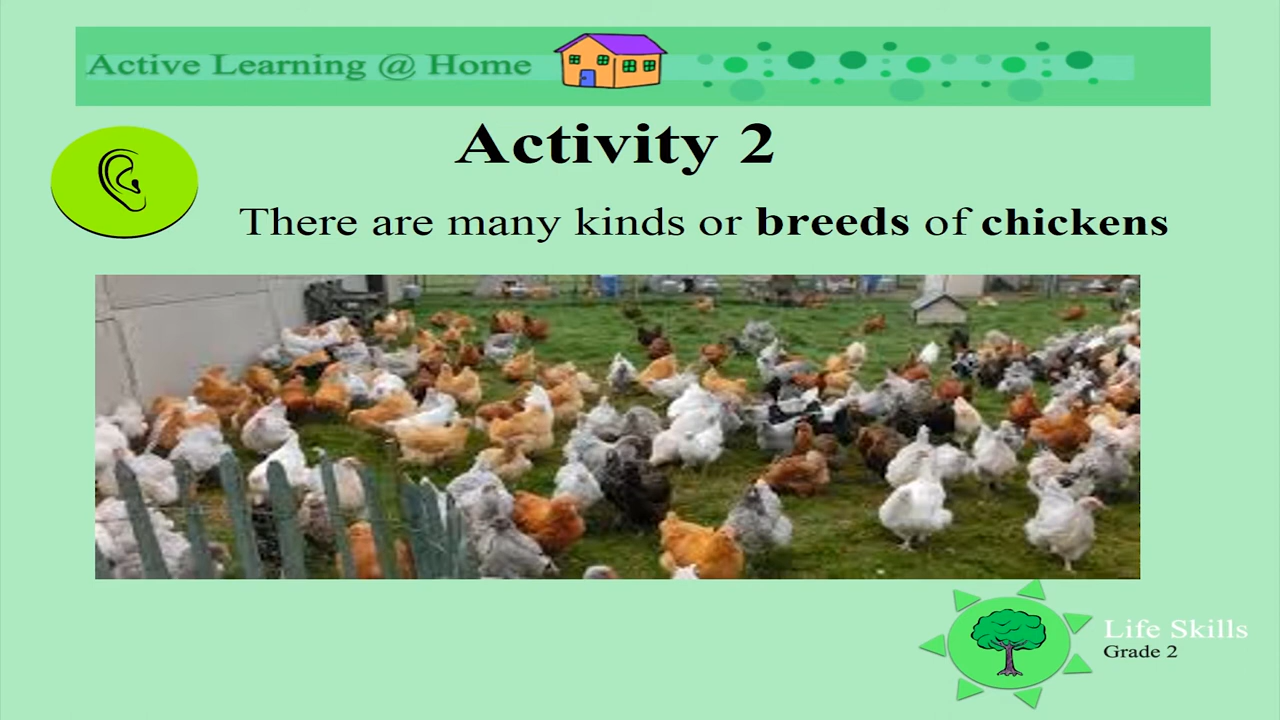 Active Learning @ Home
Activity 2
There are many kinds or breeds of chickens
Life Skills
Grade 2